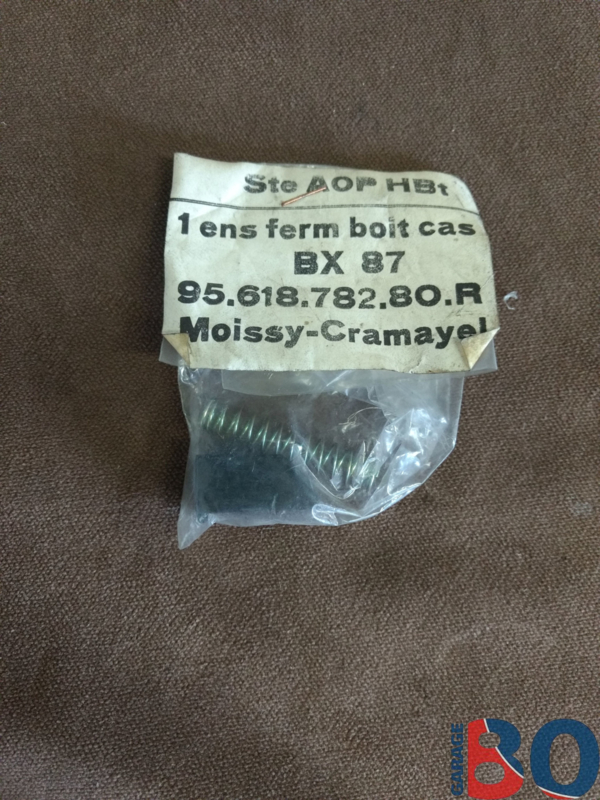 Ste AOP HBt
1 ens ferm boit cas
BX 87
95.618.782.80.R
Moissy-Cramayel
GARAGE
BO